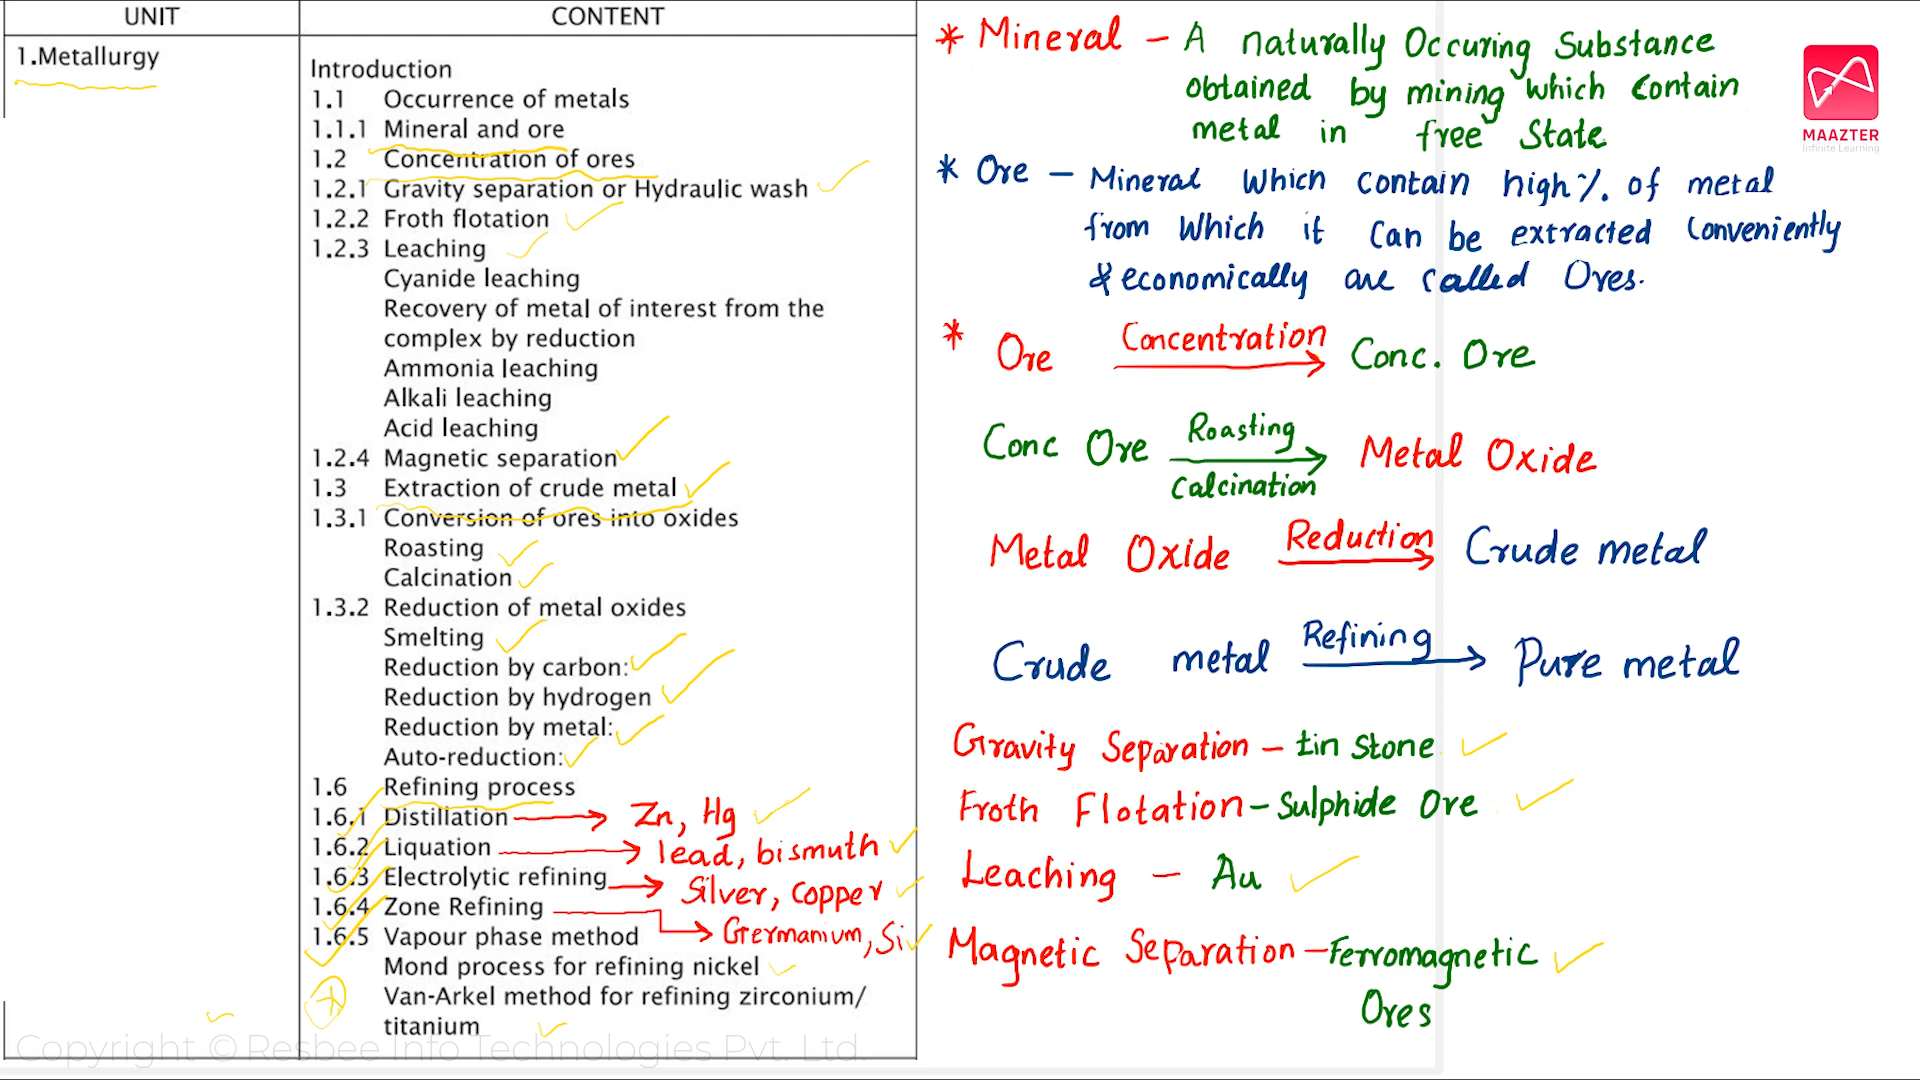 UNIT
CONTENT
1.Metallurgy
Introduction
1.1 Occurrence of metals
1.1.1 Mineral and ore
1.2 Concentration of ores
1.2.1 Gravity separation or Hydraulic wash
1.2.2 Froth flotation
1.2.3 Leaching
Cyanide leaching
Recovery of metal of interest from the
complex by reduction
Ammonia leaching
Alkali leaching
Acid leaching
1.2.4 Magnetic separation
1.3 Extraction of crude metal
1.3.1 Conversion of ores into oxides
Roasting
Calcination
1.3.2 Reduction of metal oxides
Smelting
Reduction by carbon:
Reduction by hydrogen
Reduction by metal:
Auto-reduction:
1.6 Refining process
1.6.1 Distillation → Zn, Hg
1.6.2 Liquation → lead, bismuth
1.6.3 Electrolytic refining → Silver, Copper
1.6.4 Zone Refining → Germanium, Si
1.6.5 Vapour phase method
Mond process for refining nickel
Van-Arkel method for refining zirconium/
titanium
Copyright © Resbee Info Technologies Pvt. Ltd.
* Mineral – A naturally Occuring Substance
obtained by mining which contain
metal in free State
* Ore – Mineral Which contain high %. of metal
from Which it Can be extracted Conveniently
& economically are called Ores.
* Ore Concentration → Conc. Ore
Conc Ore Roasting → Metal Oxide
Calcination
Metal Oxide Reduction → Crude metal
Crude metal Refining → Pure metal
Gravity Separation – tin Stone
Froth Flotation – Sulphide Ore
Leaching – Au
Magnetic Separation – Ferromagnetic
Ores
MAAZTER
Infinite Learning